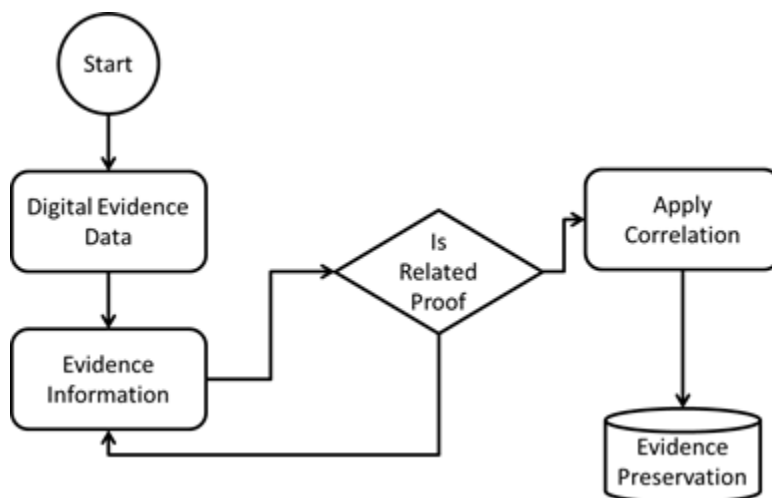 Start
Digital Evidence
Data
Evidence
Information
Is
Related
Proof
Apply
Correlation
Evidence
Preservation